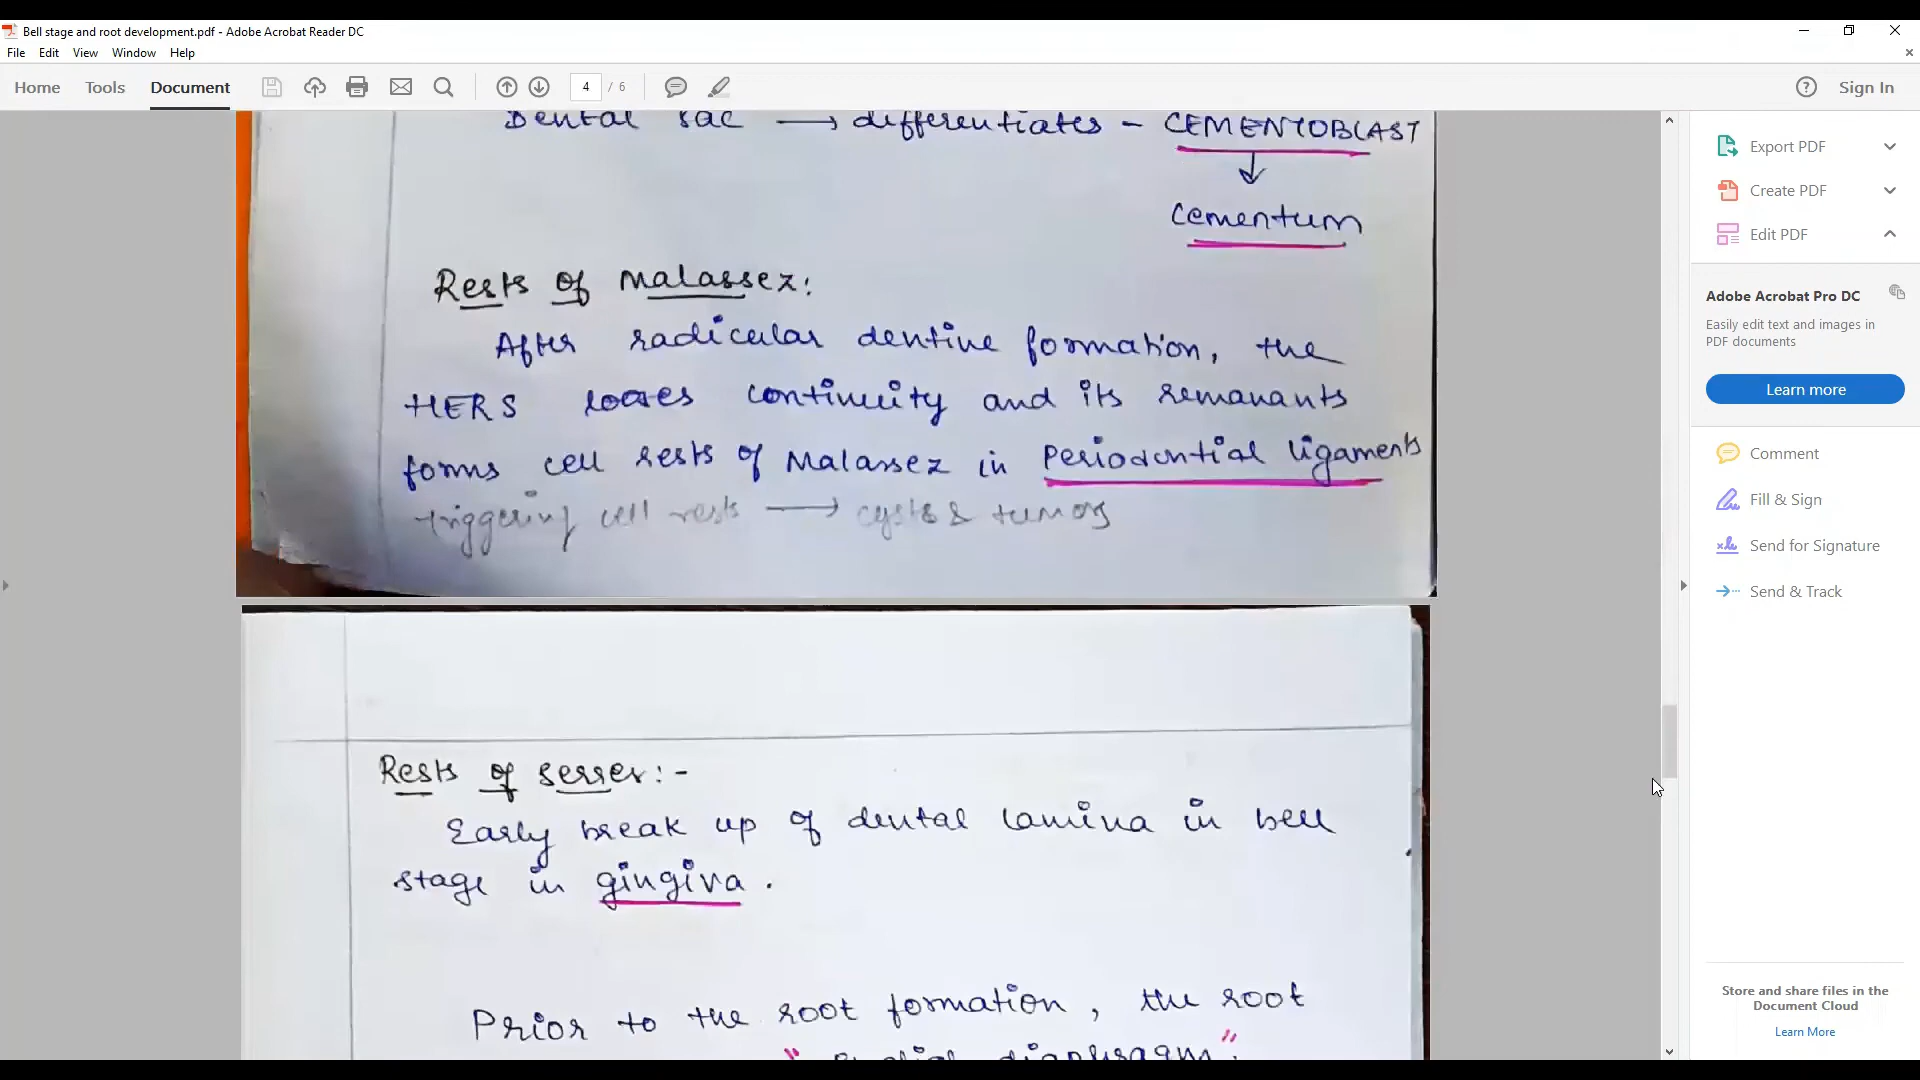 Bell stage and root development.pdf - Adobe Acrobat Reader DC
File Edit View Window Help
Home Tools Document 4 / 6 Sign In
Dental sac → differentiates - CEMENTOBLAST
↓
Cementum
Rests of Malassez:
After radicular dentine formation, the
HERS looses continuity and its remanants
forms cell rests of Malassez in Periodontial ligaments
triggering cell rests → cysts & tumors
Rests of serres:-
Early break up of dental lamina in bell
stage in gingiva.
Prior to the root formation, the root
diaphragm".
Export PDF
Create PDF
Edit PDF
Adobe Acrobat Pro DC
Easily edit text and images in
PDF documents
Learn more
Comment
Fill & Sign
Send for Signature
Send & Track
Store and share files in the
Document Cloud
Learn More